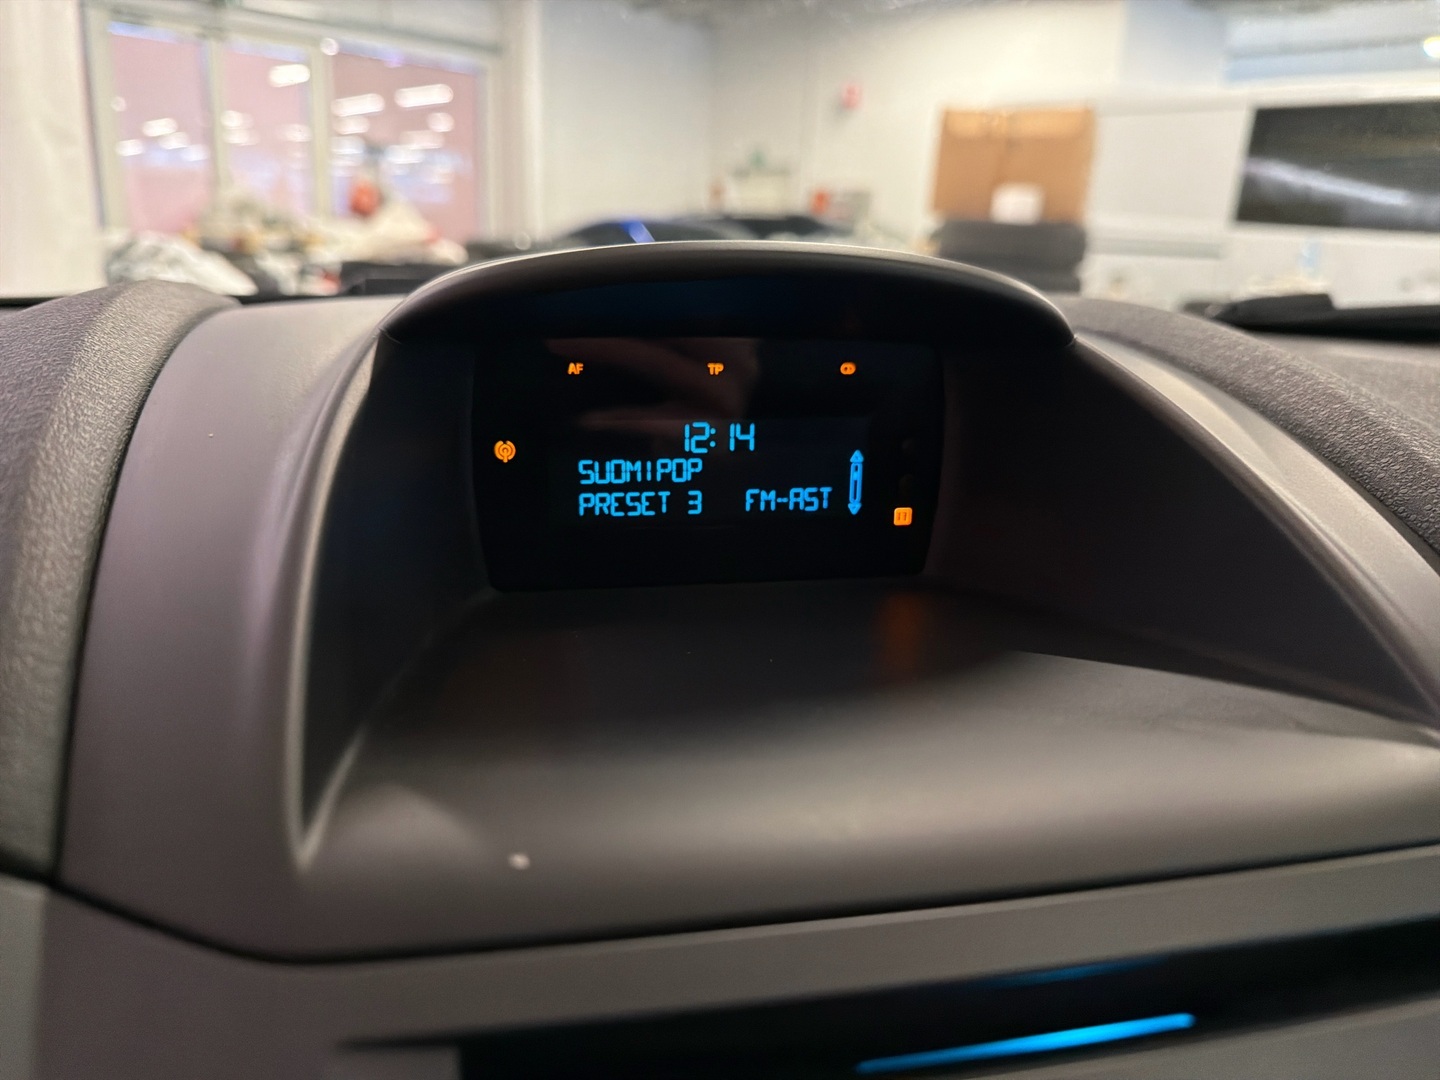 AF TP
12:14
SUOMIPOP
PRESET 3 FM-AST